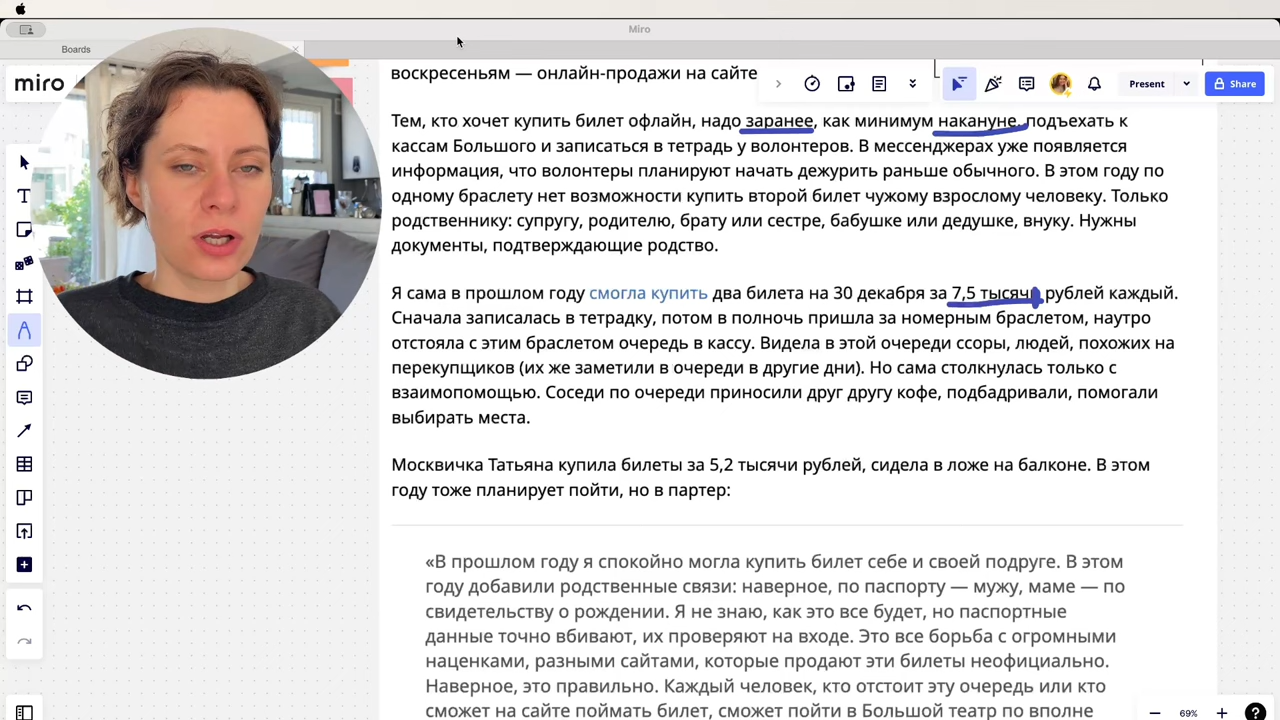 Miro
Boards
miro
Present
Share
воскресеньям — онлайн-продажи на сайте
Тем, кто хочет купить билет офлайн, надо заранее, как минимум накануне, подъехать к
кассам Большого и записаться в тетрадь у волонтеров. В мессенджерах уже появляется
информация, что волонтеры планируют начать дежурить раньше обычного. В этом году по
одному браслету нет возможности купить второй билет чужому взрослому человеку. Только
родственнику: супругу, родителю, брату или сестре, бабушке или дедушке, внуку. Нужны
документы, подтверждающие родство.
Я сама в прошлом году смогла купить два билета на 30 декабря за 7,5 тысячи рублей каждый.
Сначала записалась в тетрадку, потом в полночь пришла за номерным браслетом, наутро
отстояла с этим браслетом очередь в кассу. Видела в этой очереди ссоры, людей, похожих на
перекупщиков (их же заметили в очереди в другие дни). Но сама столкнулась только с
взаимопомощью. Соседи по очереди приносили друг другу кофе, подбадривали, помогали
выбирать места.
Москвичка Татьяна купила билеты за 5,2 тысячи рублей, сидела в ложе на балконе. В этом
году тоже планирует пойти, но в партер:
«В прошлом году я спокойно могла купить билет себе и своей подруге. В этом
году добавили родственные связи: наверное, по паспорту — мужу, маме — по
свидетельству о рождении. Я не знаю, как это все будет, но паспортные
данные точно вбивают, их проверяют на входе. Это все борьба с огромными
наценками, разными сайтами, которые продают эти билеты неофициально.
Наверное, это правильно. Каждый человек, кто отстоит эту очередь или кто
сможет на сайте поймать билет, сможет пойти в Большой театр по вполне
69%